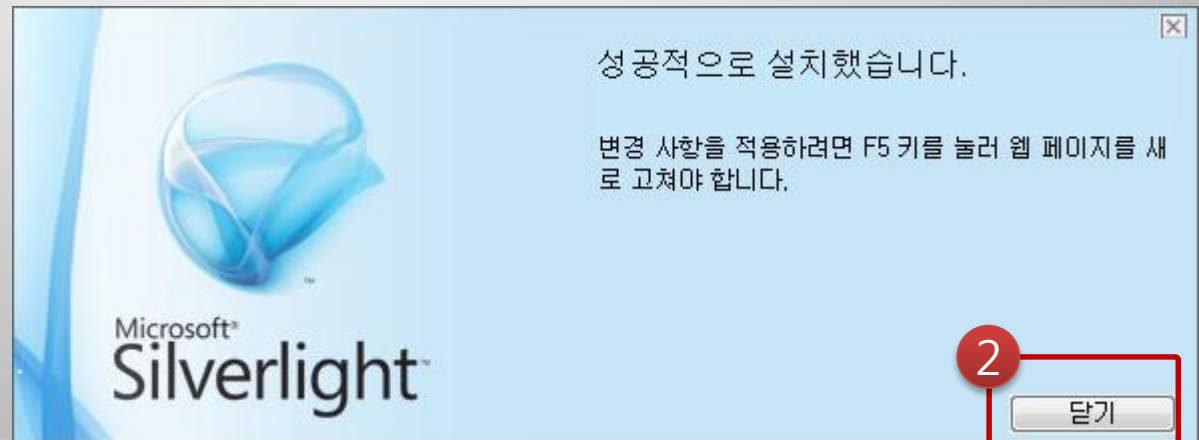 성공적으로 설치했습니다.
변경 사항을 적용하려면 F5 키를 눌러 웹 페이지를 새
로 고쳐야 합니다.
TM
Microsoft®
Silverlight™
2
닫기